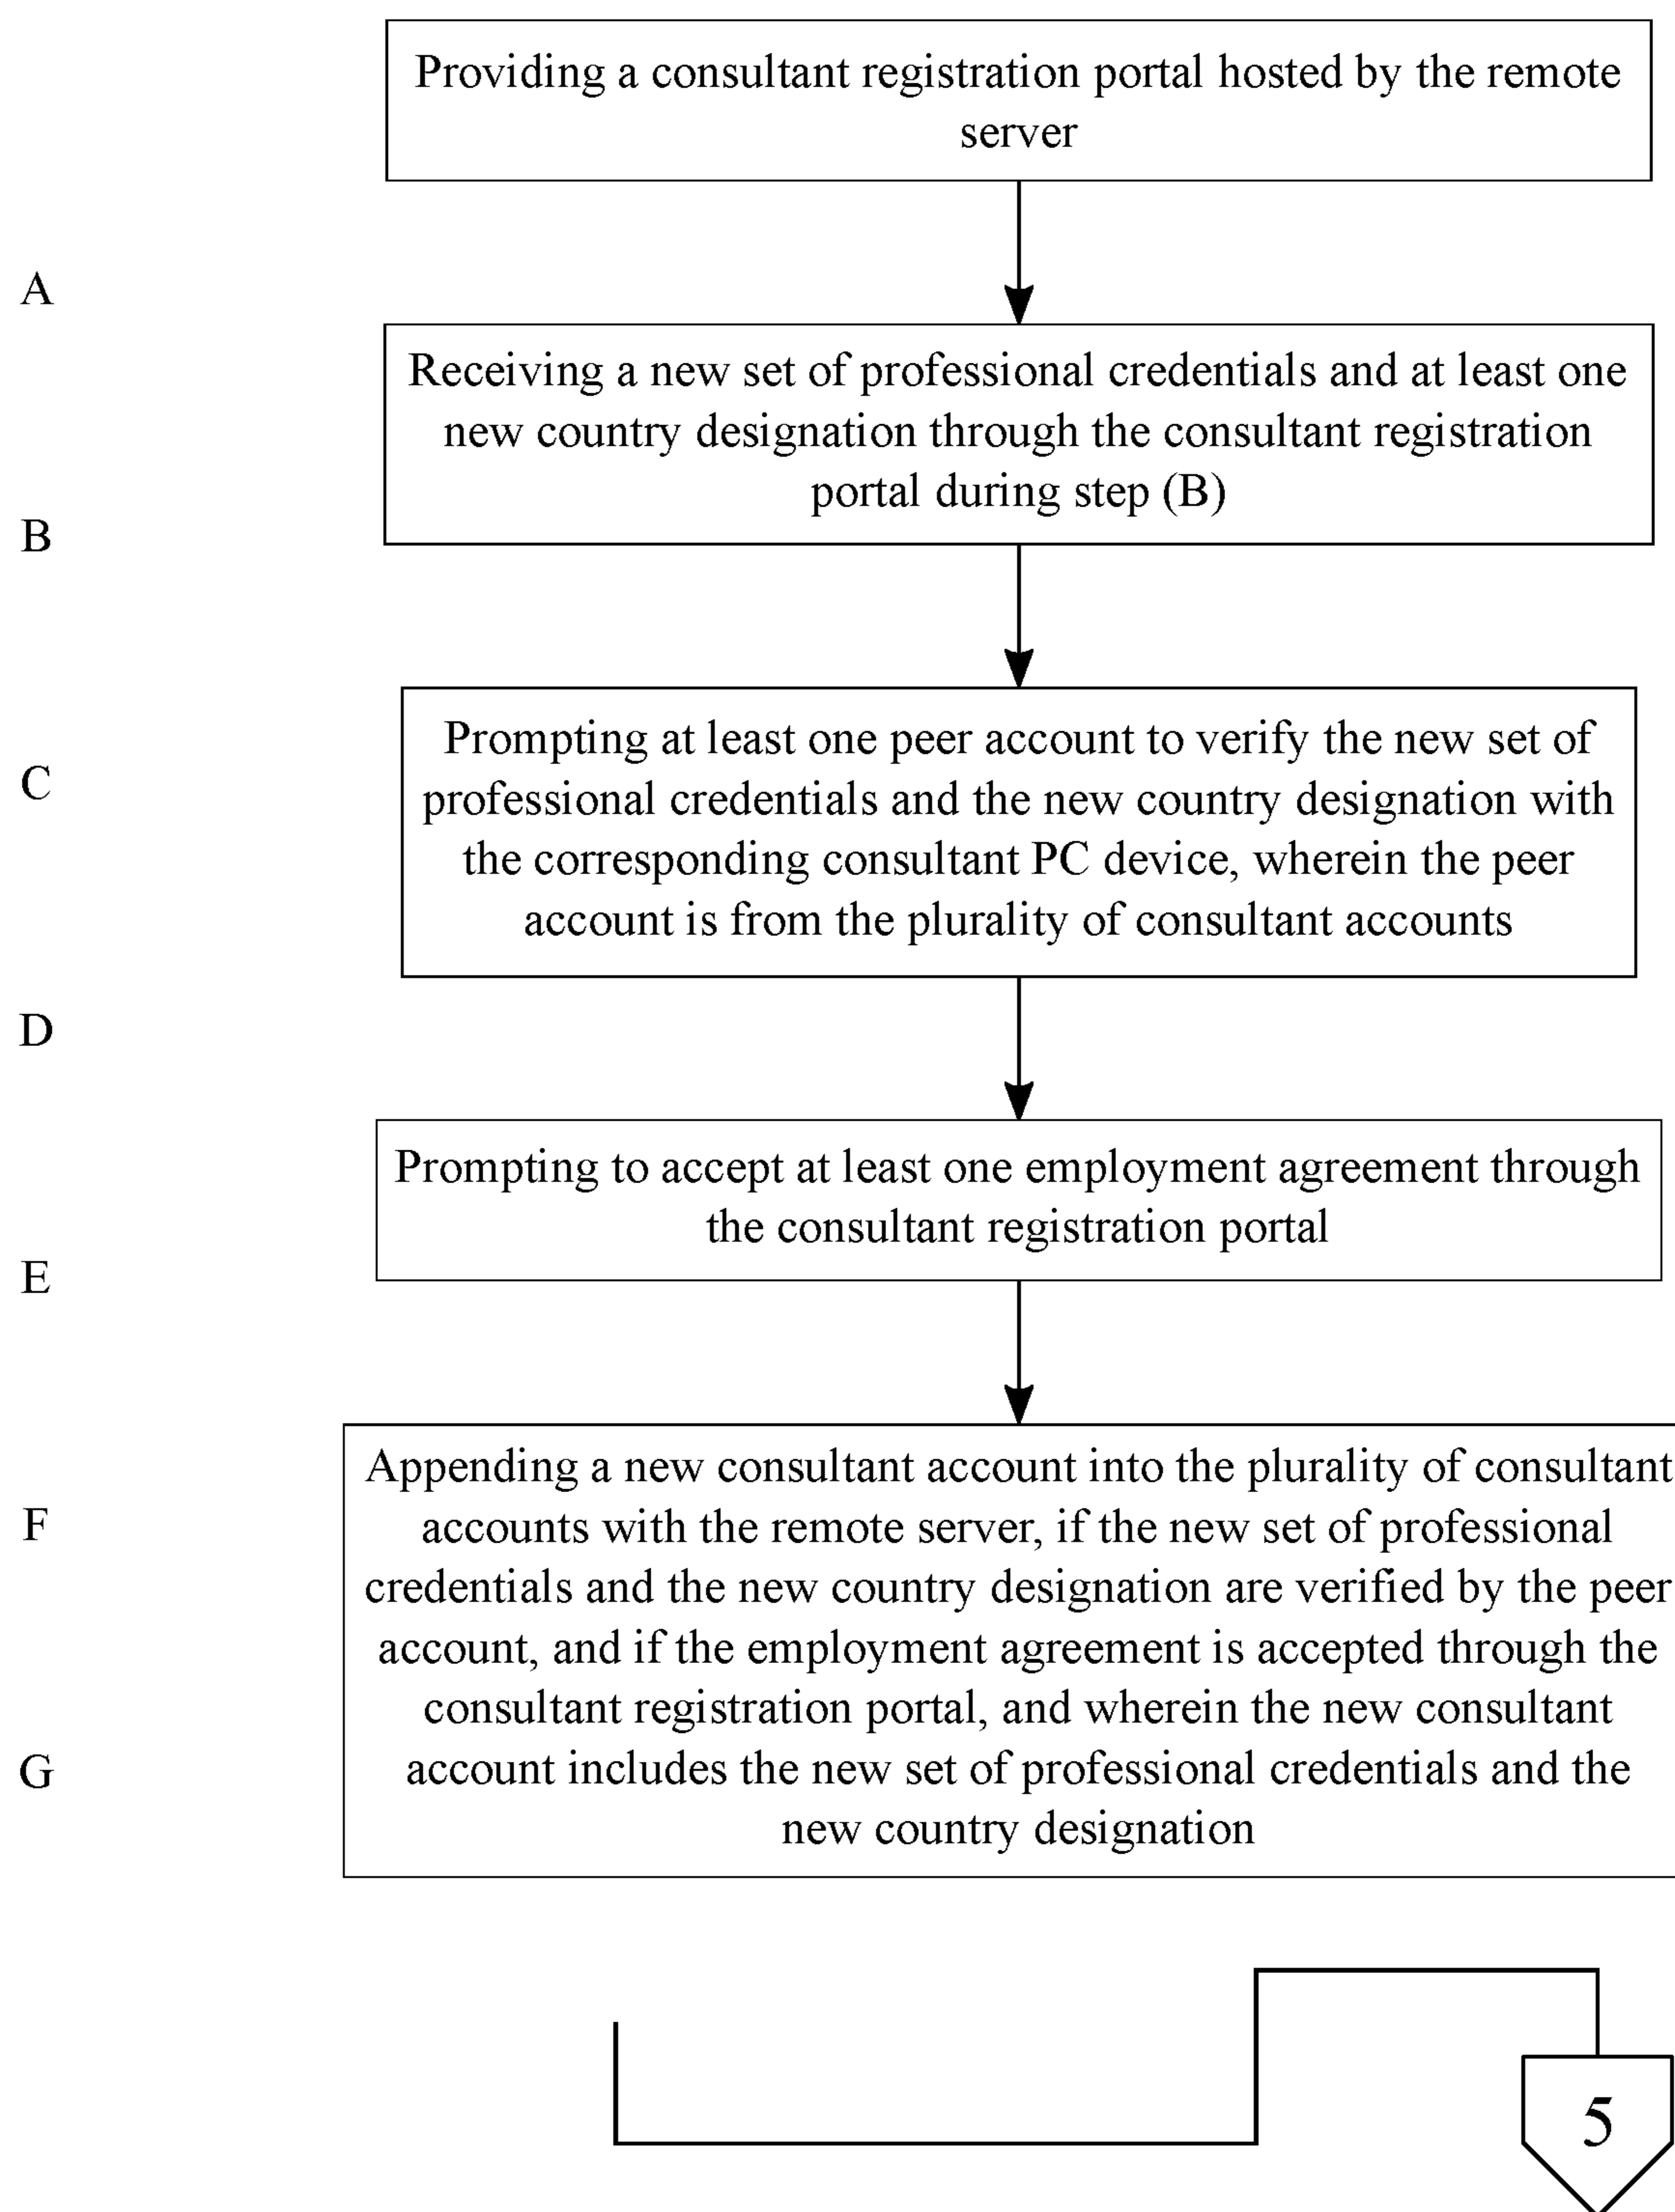 Providing a consultant registration portal hosted by the remote
server
A
Receiving a new set of professional credentials and at least one
new country designation through the consultant registration
portal during step (B)
B
Prompting at least one peer account to verify the new set of
professional credentials and the new country designation with
the corresponding consultant PC device, wherein the peer
account is from the plurality of consultant accounts
C
D
Prompting to accept at least one employment agreement through
the consultant registration portal
E
Appending a new consultant account into the plurality of consultant
accounts with the remote server, if the new set of professional
credentials and the new country designation are verified by the peer
account, and if the employment agreement is accepted through the
consultant registration portal, and wherein the new consultant
account includes the new set of professional credentials and the
new country designation
F
G
5